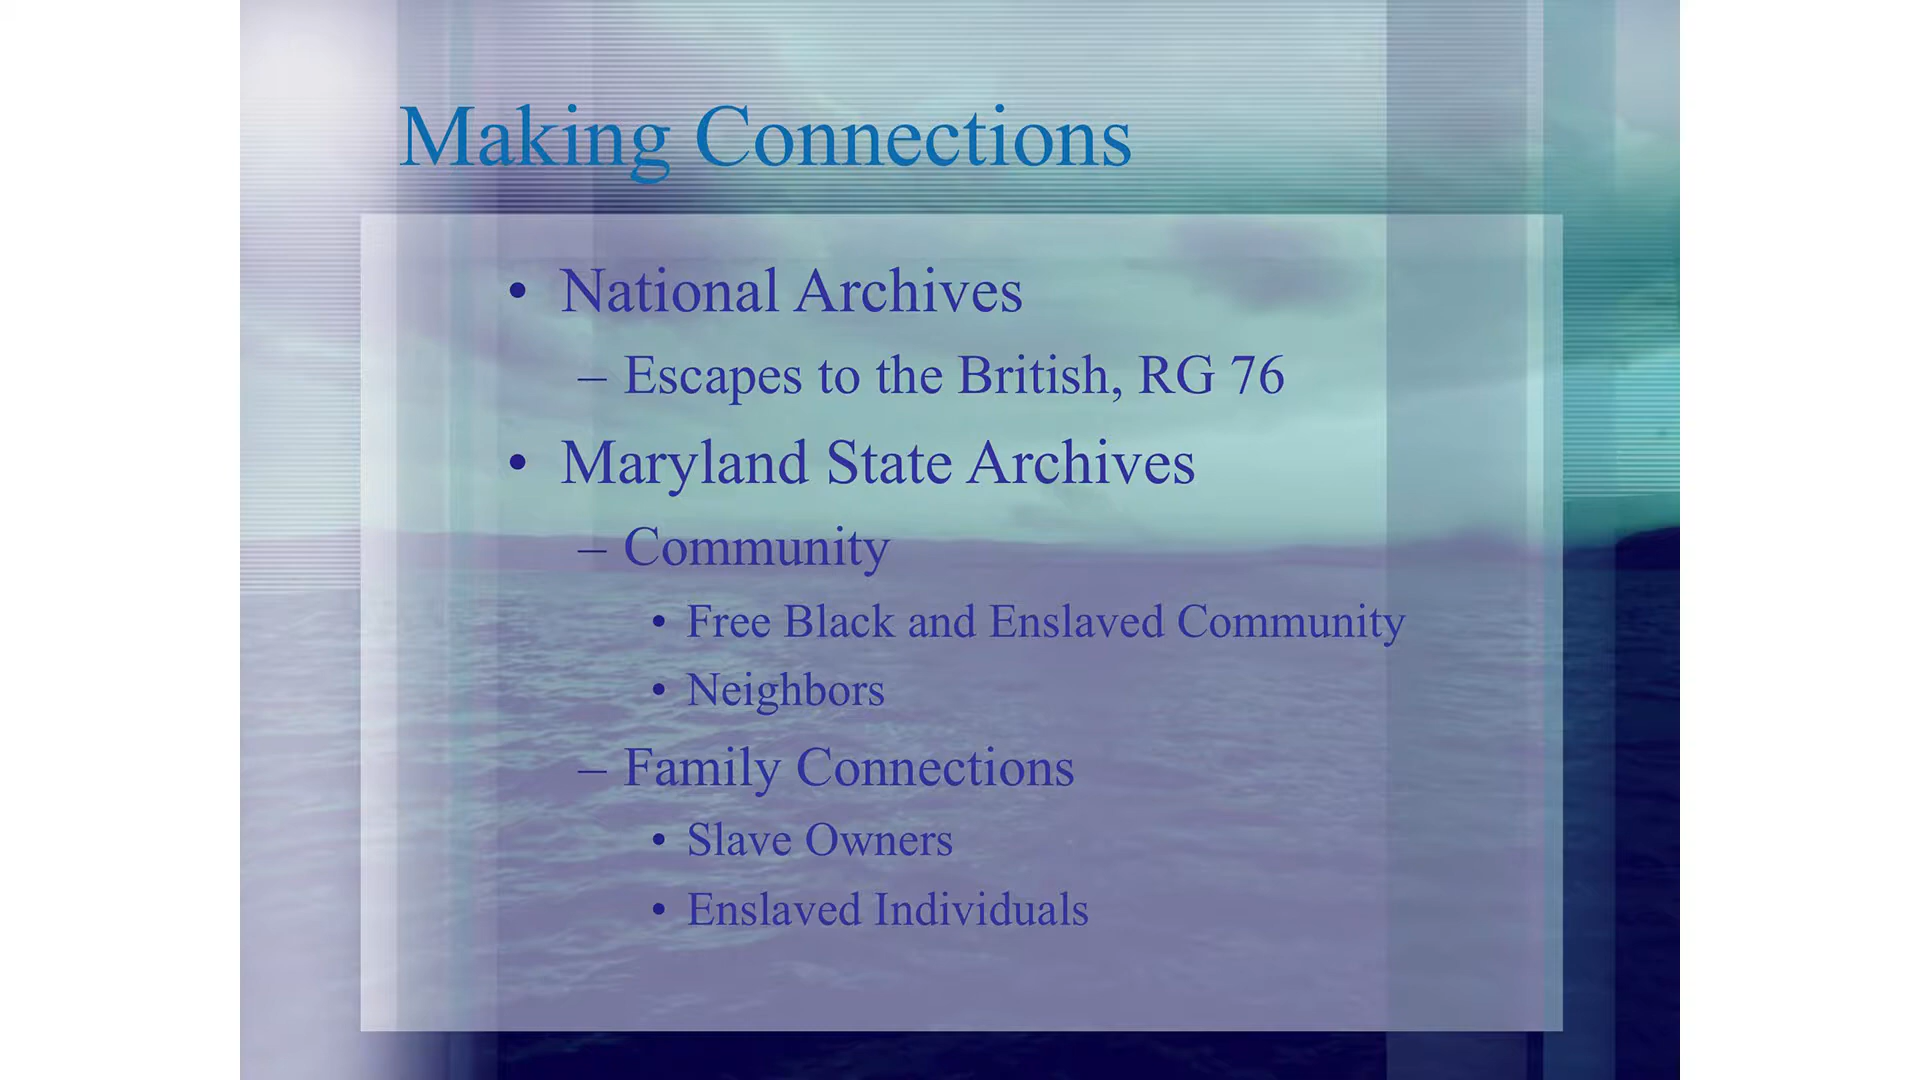 Making Connections
• National Archives
– Escapes to the British, RG 76
• Maryland State Archives
– Community
• Free Black and Enslaved Community
• Neighbors
– Family Connections
• Slave Owners
• Enslaved Individuals